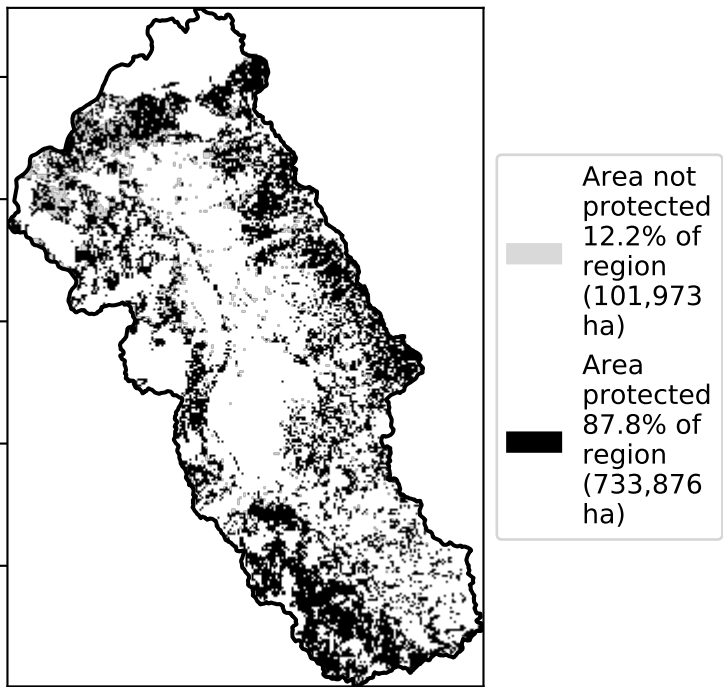 Area not
protected
12.2% of
region
(101,973
ha)
Area
protected
87.8% of
region
(733,876
ha)